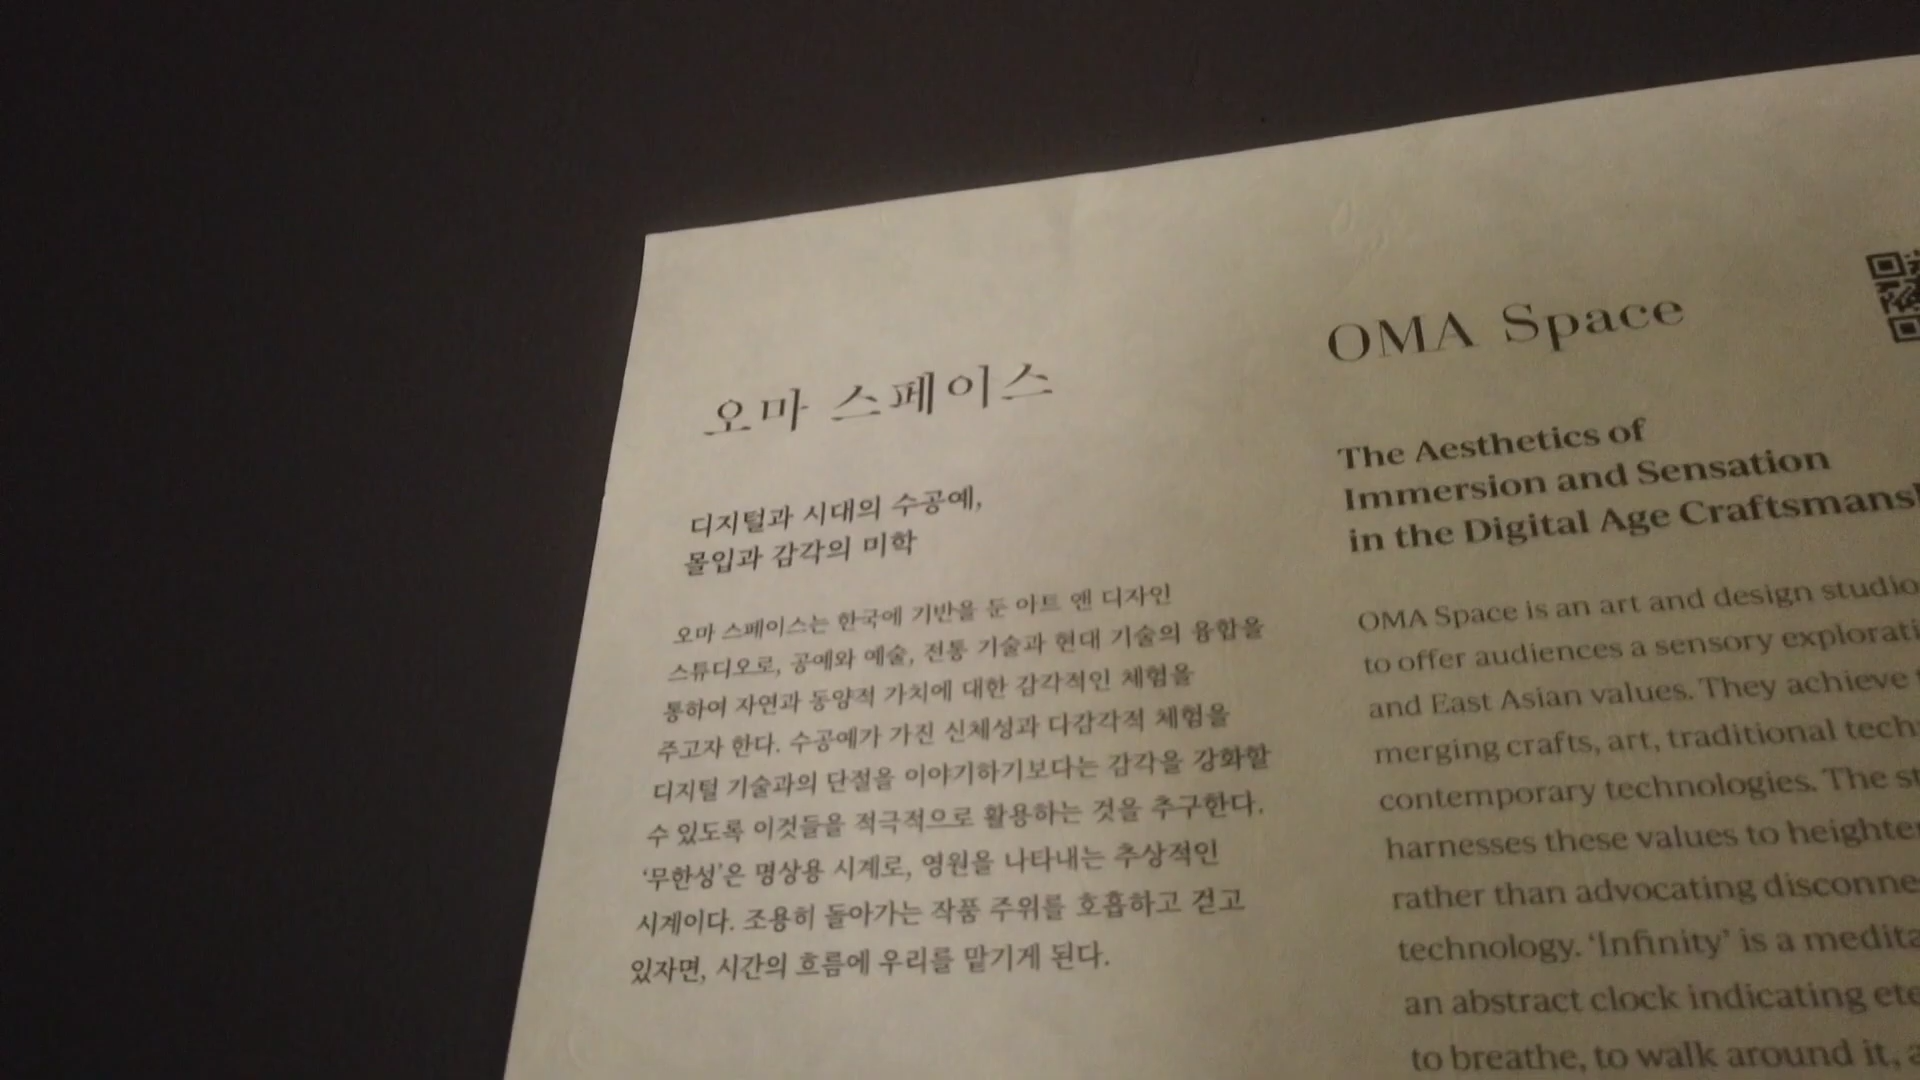 오마 스페이스
디지털과 시대의 수공예,
몰입과 감각의 미학
오마 스페이스는 한국에 기반을 둔 아트 앤 디자인
스튜디오로, 공예와 예술, 전통 기술과 현대 기술의 융합을
통하여 자연과 동양적 가치에 대한 감각적인 체험을
주고자 한다. 수공예가 가진 신체성과 다감각적 체험을
디지털 기술과의 단절을 이야기하기보다는 감각을 강화할
수 있도록 이것들을 적극적으로 활용하는 것을 추구한다.
‘무한성’은 명상용 시계로, 영원을 나타내는 추상적인
시계이다. 조용히 돌아가는 작품 주위를 호흡하고 걷고
있자면, 시간의 흐름에 우리를 맡기게 된다.
OMA Space
The Aesthetics of
Immersion and Sensation
in the Digital Age
OMA Space is an art and design studio
to offer audiences a sensory
and East Asian values. They achieve
merging crafts, art, traditional
contemporary technologies. The
harnesses these values to
rather than advocating
technology. ‘Infinity’ is a
an abstract clock indicating
to breathe, to walk around it,